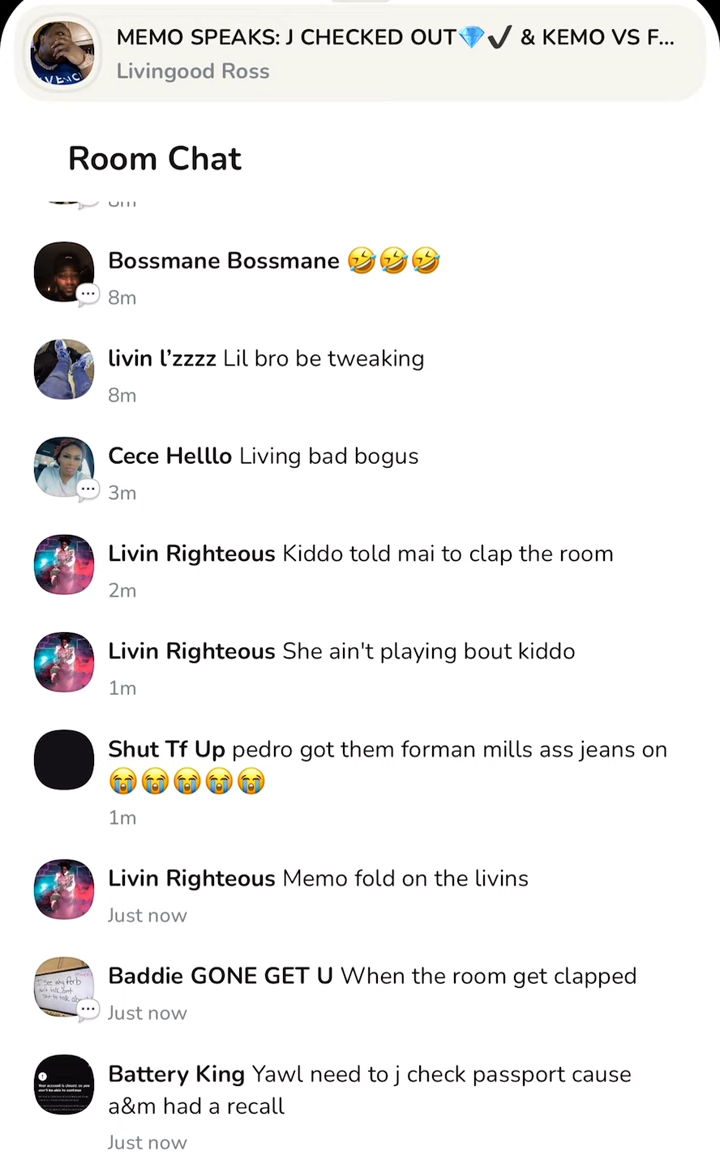 MEMO SPEAKS: J CHECKED OUT💎✔️ & KEMO VS F...
Livingood Ross
Room Chat
Bossmane Bossmane 🤣🤣🤣
8m
livin l'zzzz Lil bro be tweaking
8m
Cece Helllo Living bad bogus
3m
Livin Righteous Kiddo told mai to clap the room
2m
Livin Righteous She ain't playing bout kiddo
1m
Shut Tf Up pedro got them forman mills ass jeans on
😭😭😭😭😭
1m
Livin Righteous Memo fold on the livins
Just now
Baddie GONE GET U When the room get clapped
Just now
Battery King Yawl need to j check passport cause
a&m had a recall
Just now